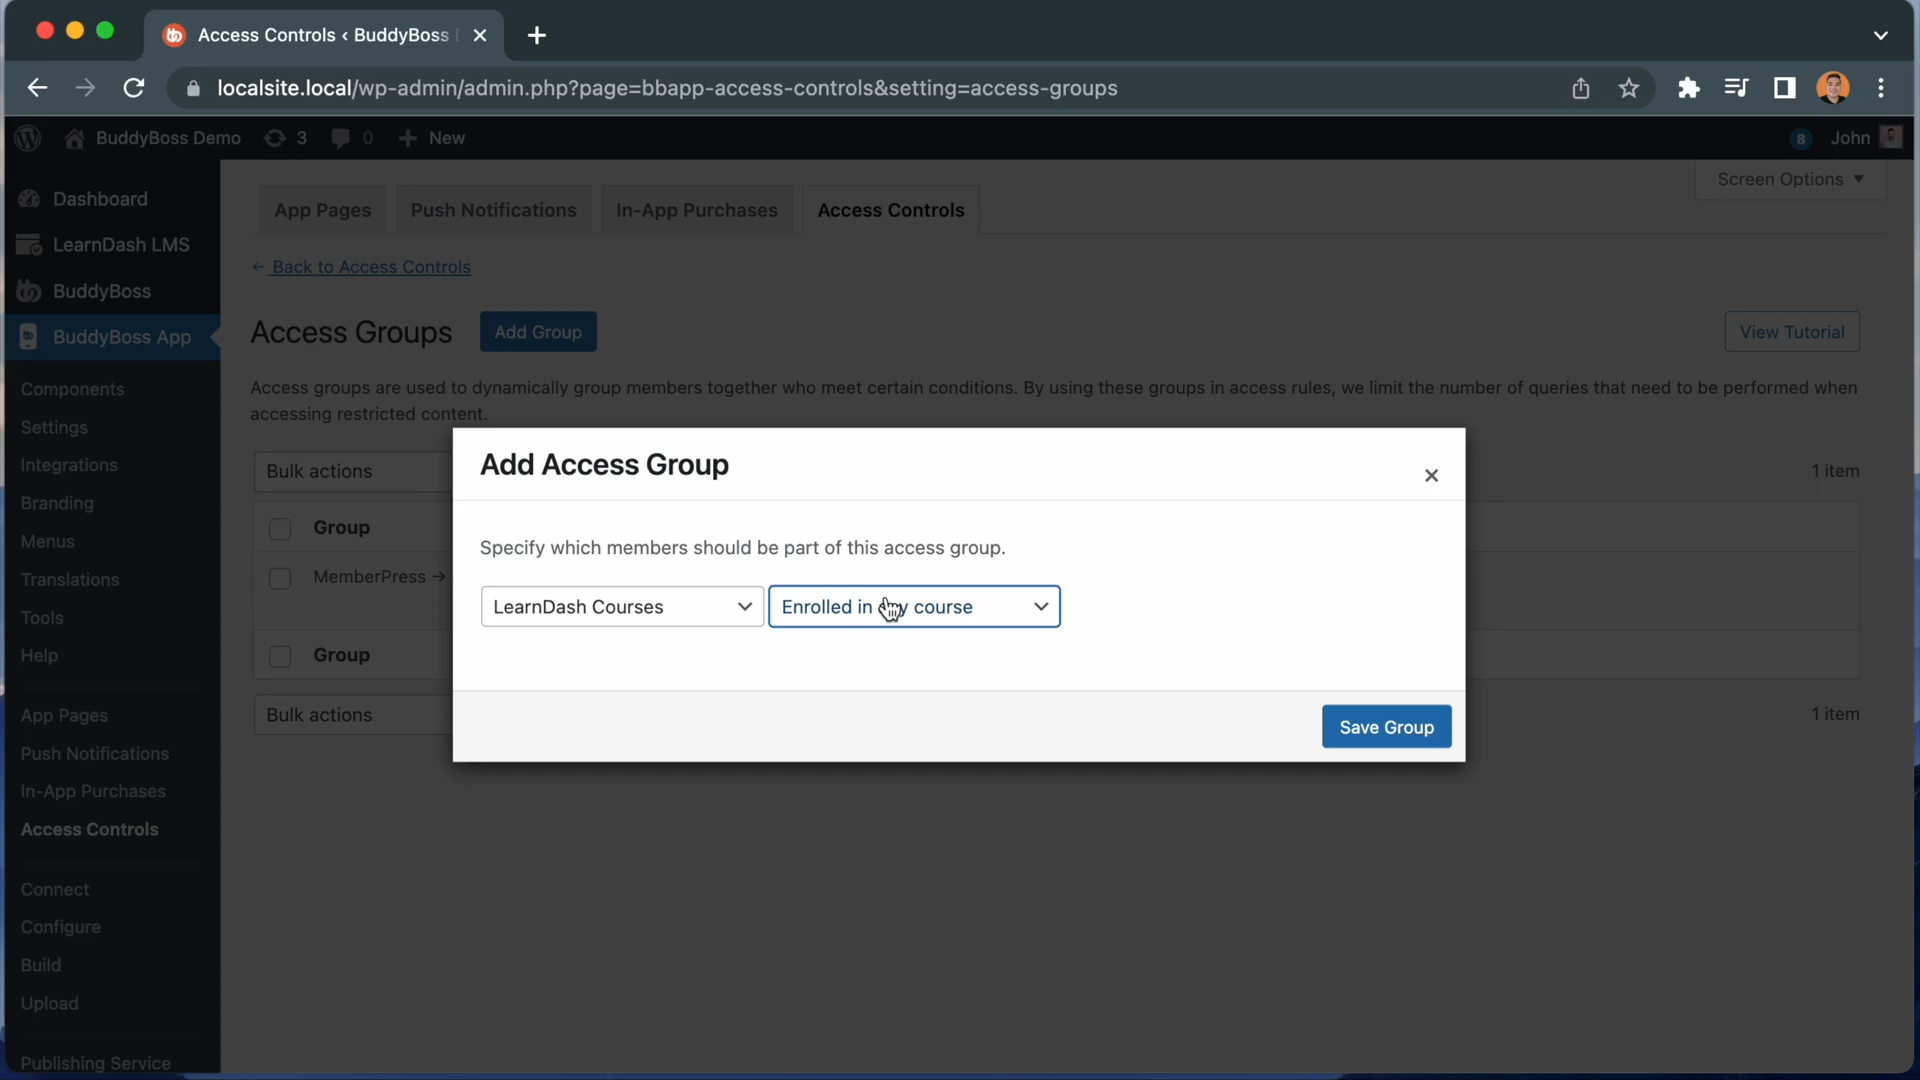 Access Controls ‹ BuddyBoss
localsite.local/wp-admin/admin.php?page=bbapp-access-controls&setting=access-groups
BuddyBoss Demo 3 0 New 8 John
Screen Options
Dashboard
LearnDash LMS
BuddyBoss
BuddyBoss App
Components
Settings
Integrations
Branding
Menus
Translations
Tools
Help
App Pages
Push Notifications
In-App Purchases
Access Controls
Connect
Configure
Build
Upload
Publishing Service
App Pages Push Notifications In-App Purchases Access Controls
← Back to Access Controls
Access Groups Add Group View Tutorial
Access groups are used to dynamically group members together who meet certain conditions. By using these groups in access rules, we limit the number of queries that need to be performed when
accessing restricted content.
Bulk actions 1 item
Group
MemberPress →
Group
Bulk actions 1 item
Add Access Group
×
Specify which members should be part of this access group.
LearnDash Courses Enrolled in any course
Save Group